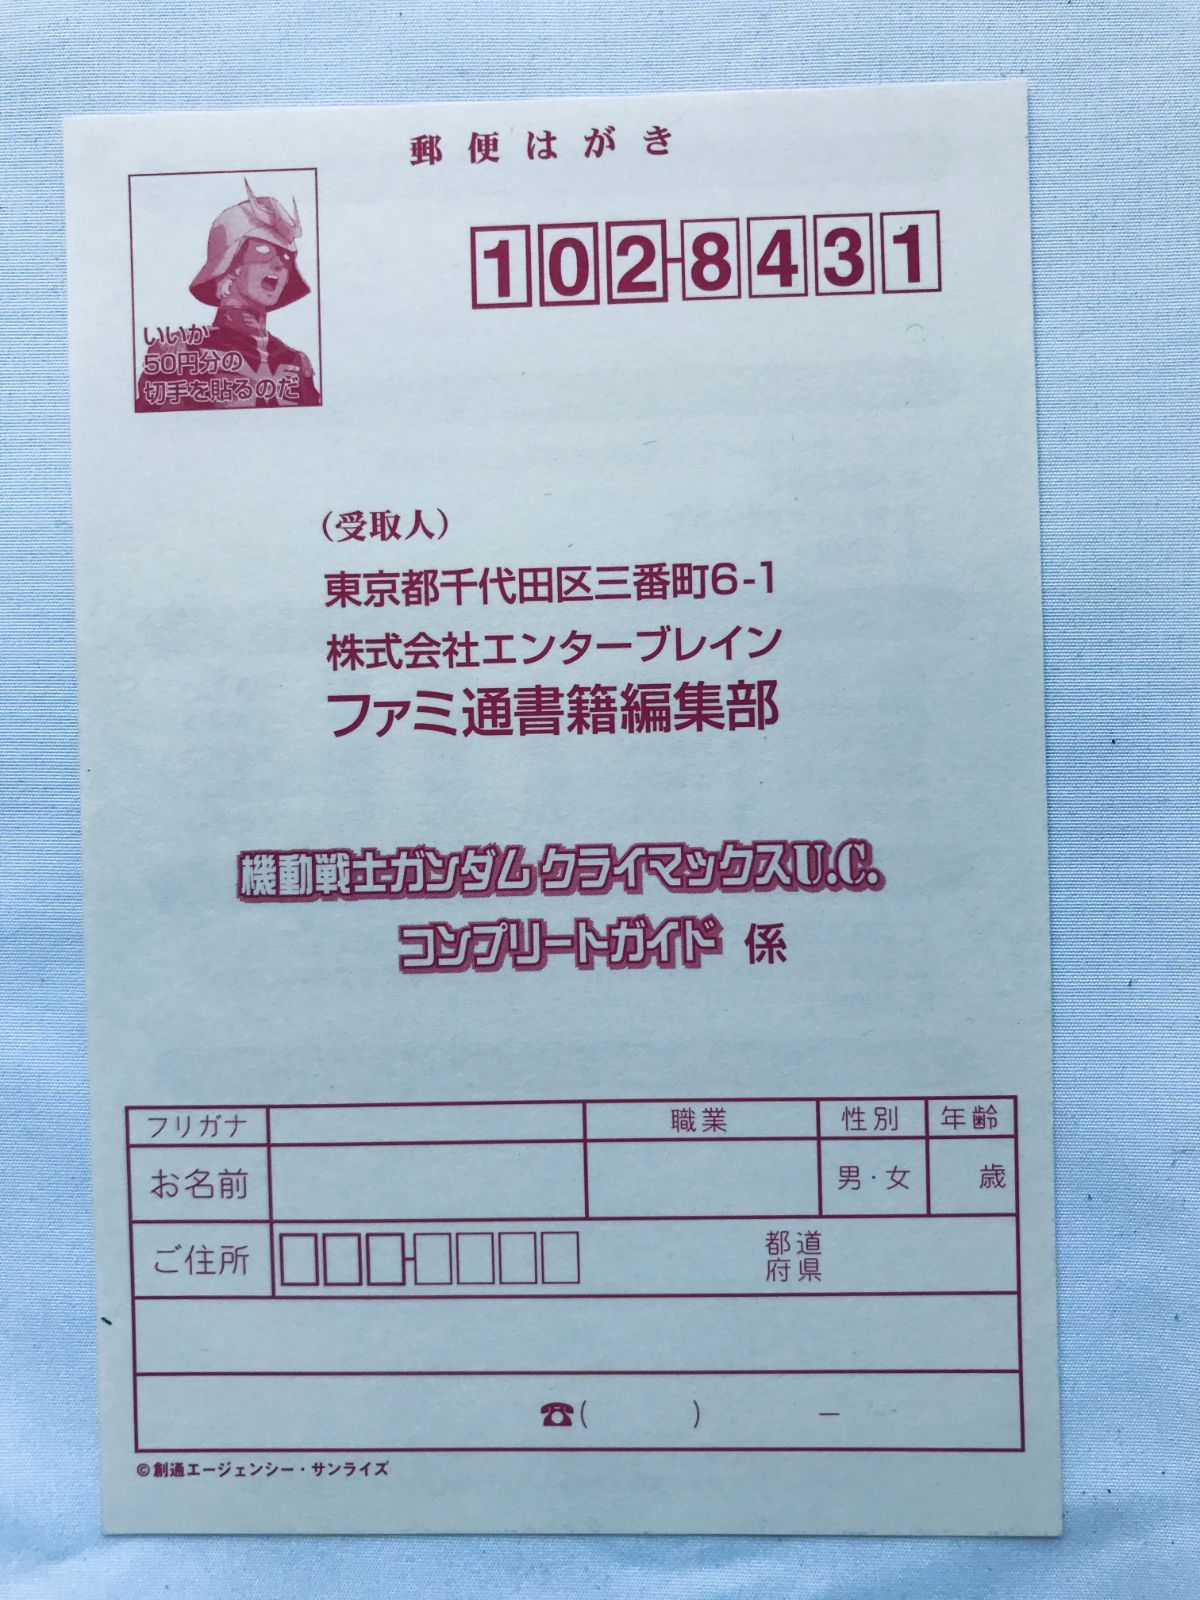 郵便はがき
102-8431
いいか
50円分の
切手を貼るのだ
（受取人）
東京都千代田区三番町6-1
株式会社エンターブレイン
ファミ通書籍編集部
機動戦士ガンダム クライマックスU.C.
コンプリートガイド 係
フリガナ 職業 性別 年齢
お名前 男・女 歳
ご住所 都道
府県
☎( ) －
©創通エージェンシー・サンライズ